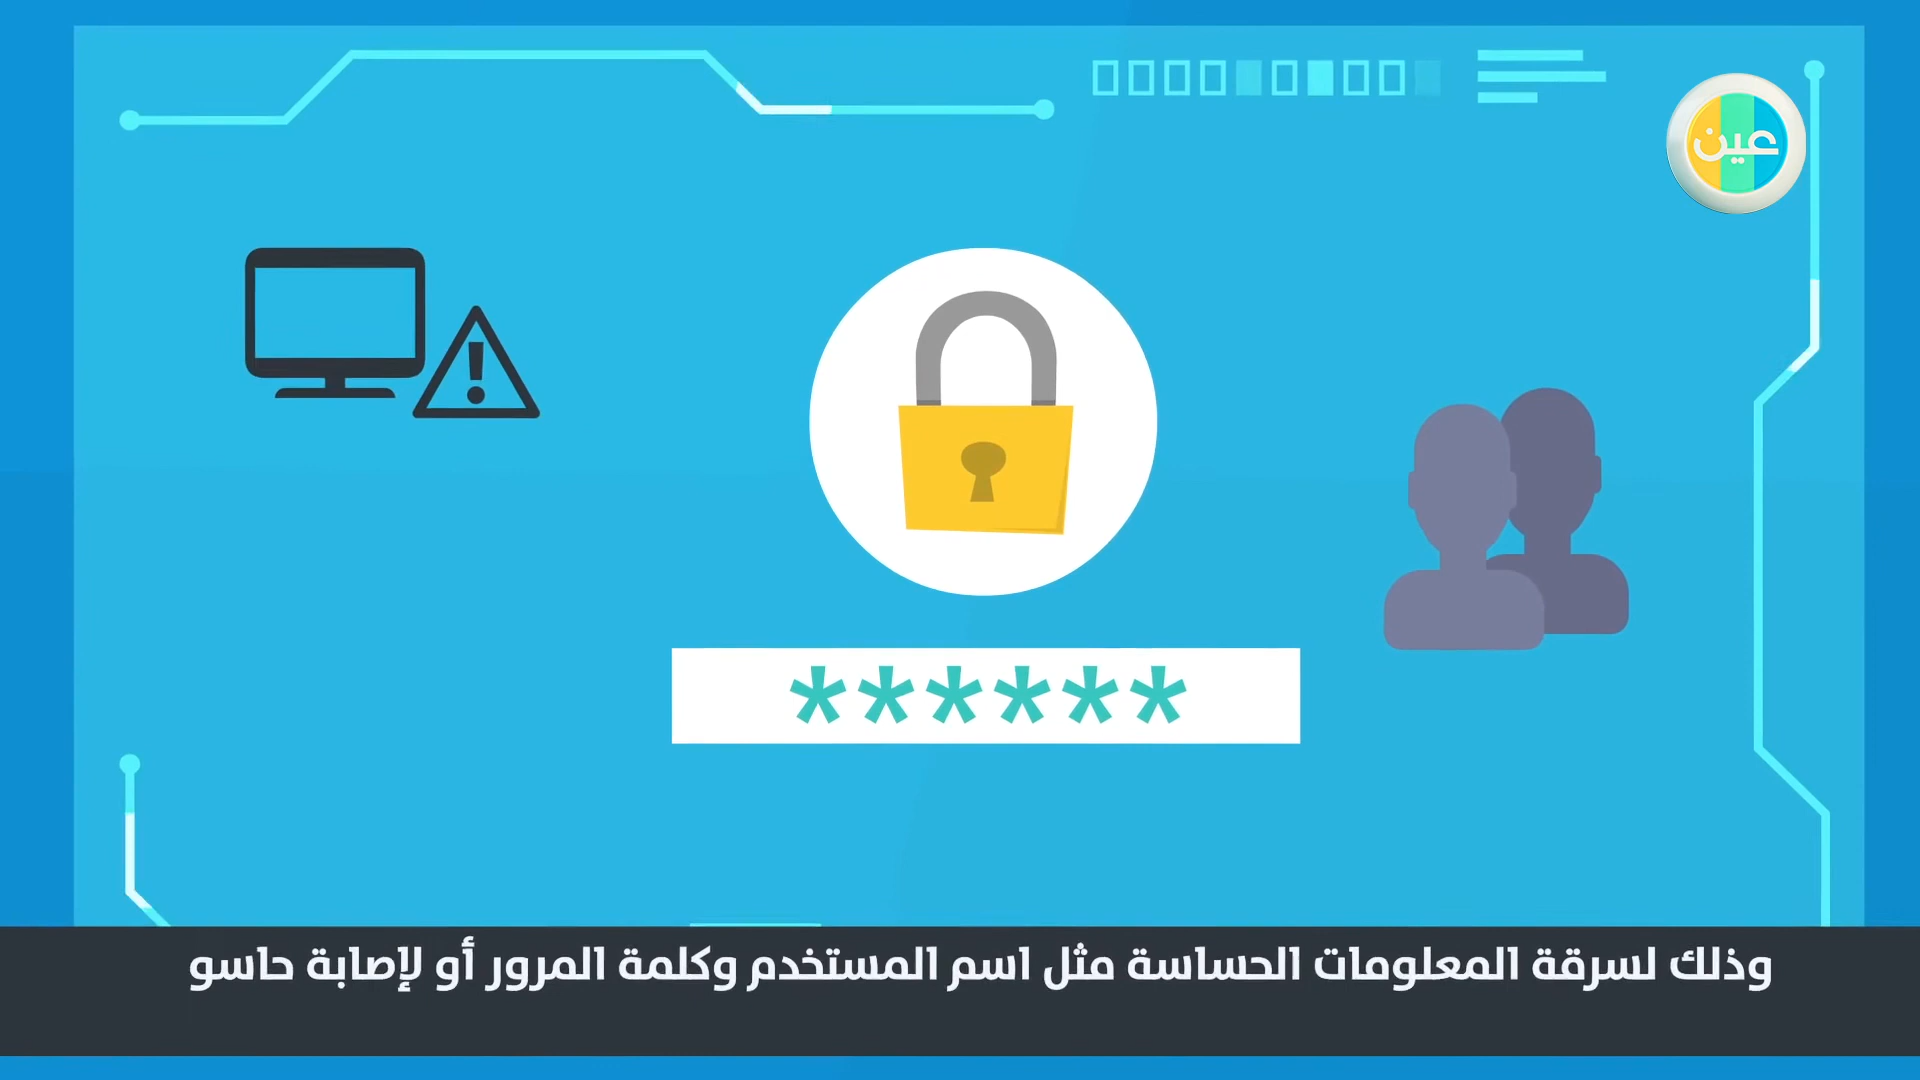 عين
******
وذلك لسرقة المعلومات الحساسة مثل اسم المستخدم وكلمة المرور أو لإصابة حاسو